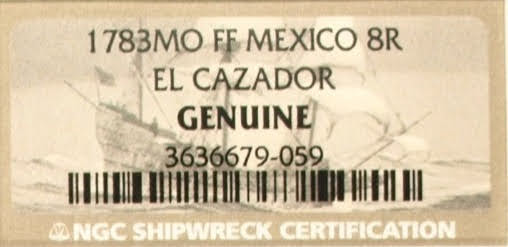 1783MO FF MEXICO 8R
EL CAZADOR
GENUINE
3636679-059
NGC SHIPWRECK CERTIFICATION